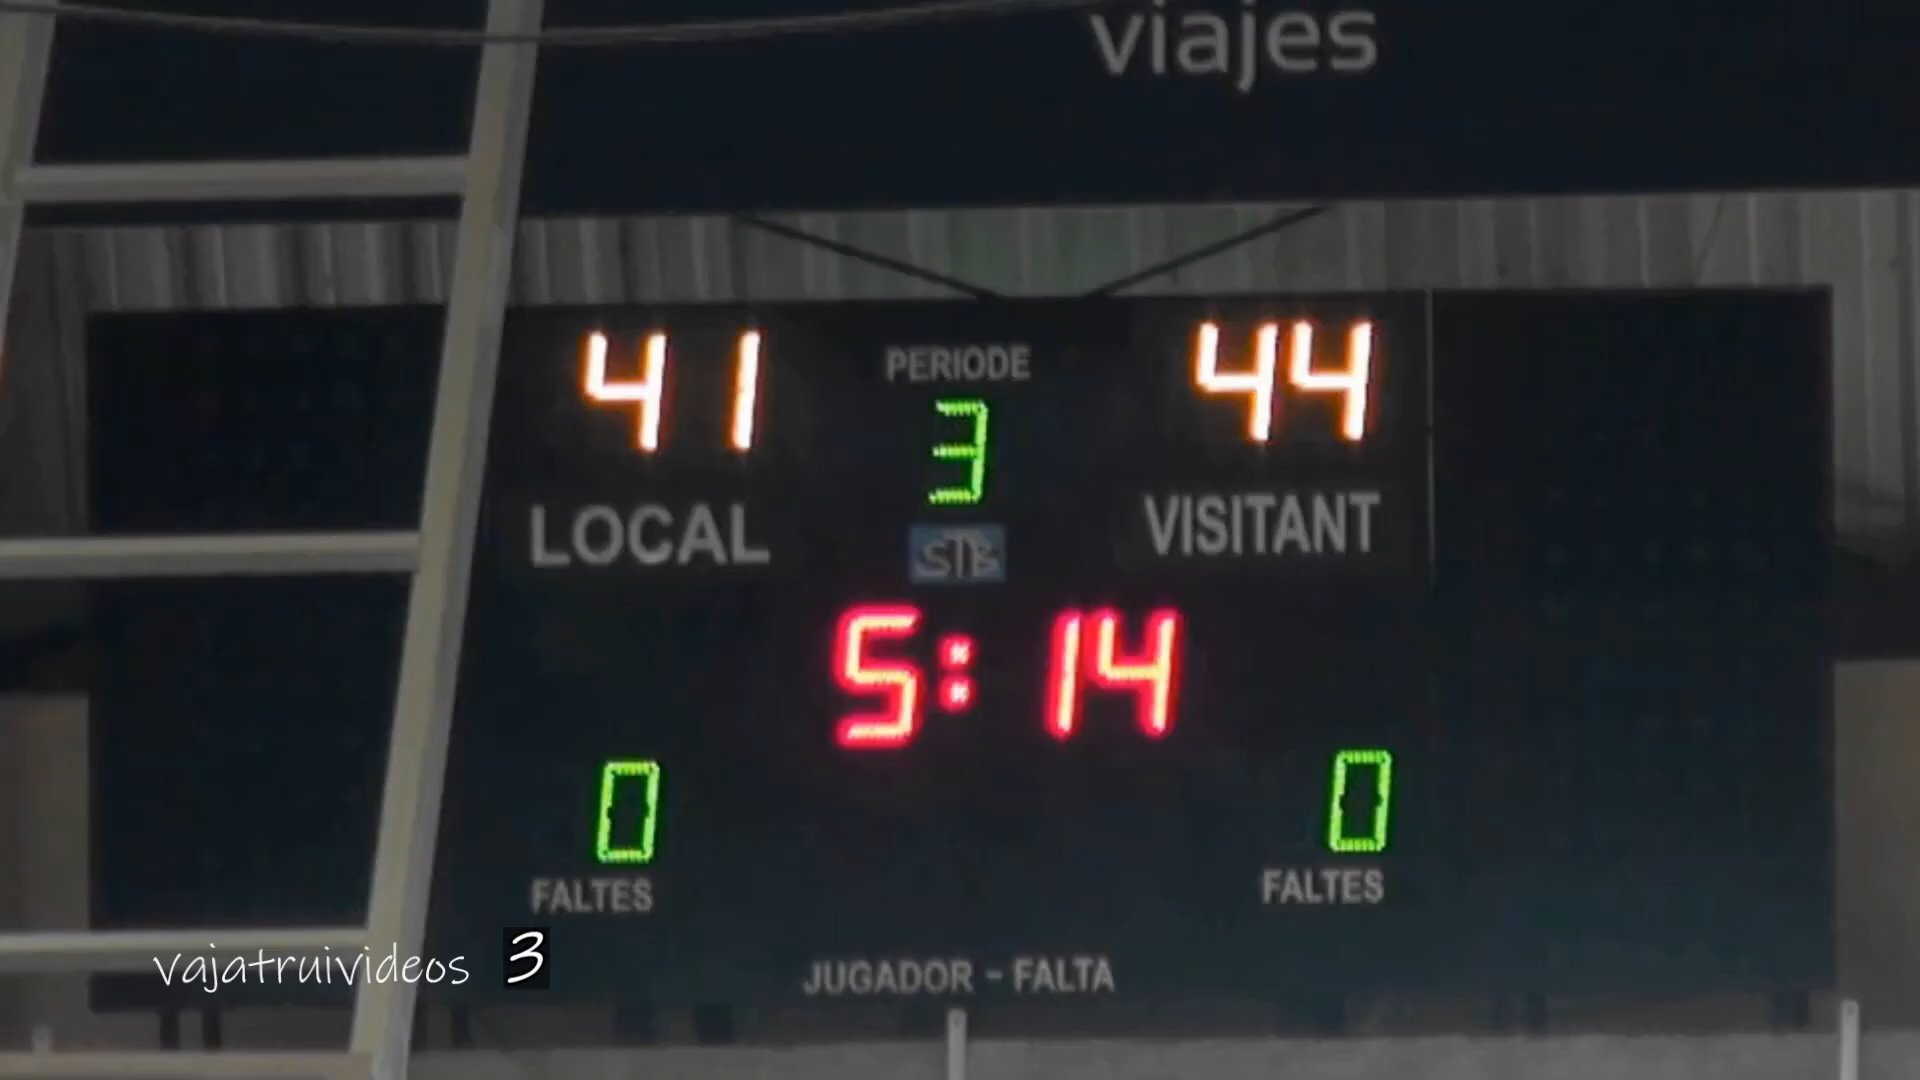 viajes
41 PERIODE 44
3
LOCAL STB VISITANT
5:14
0 0
FALTES FALTES
JUGADOR - FALTA
vajatruivideos 3